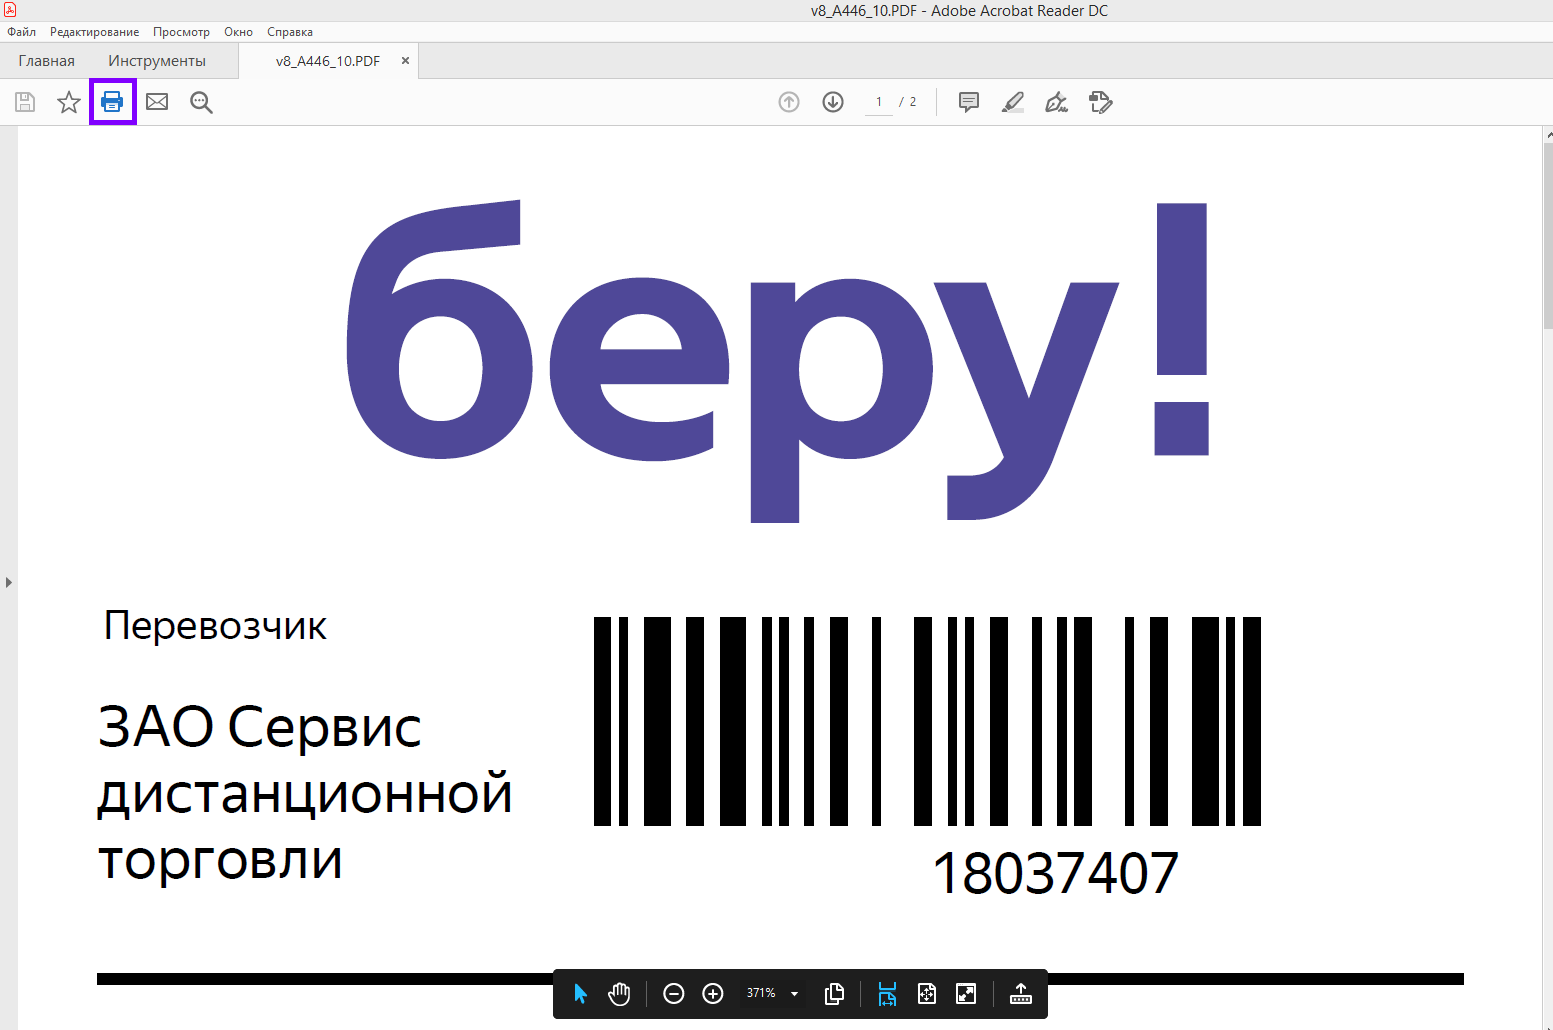 v8_A446_10.PDF - Adobe Acrobat Reader DC
Файл Редактирование Просмотр Окно Справка
Главная Инструменты v8_A446_10.PDF ×
1 / 2
беру!
Перевозчик
ЗАО Сервис
дистанционной
торговли
18037407
371%